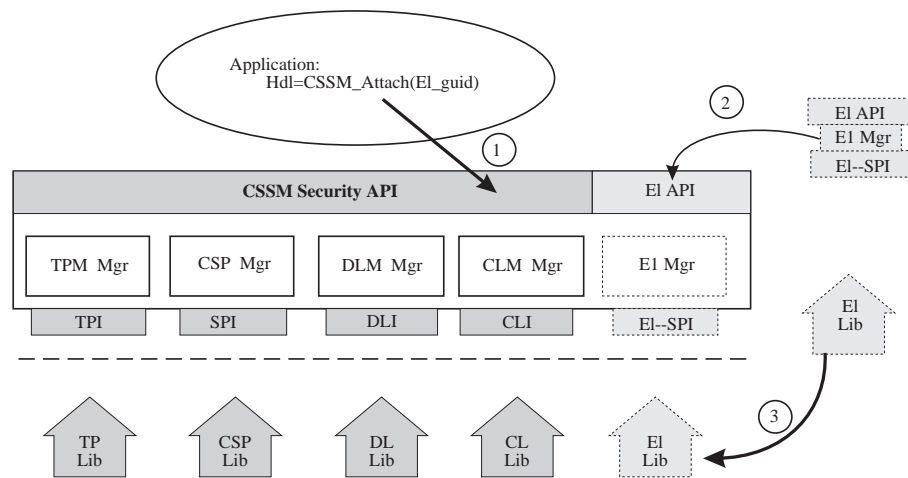 Application:
Hdl=CSSM_Attach(El_guid)
1
2
El API
E1 Mgr
El--SPI
CSSM Security API
El API
TPM Mgr
CSP Mgr
DLM Mgr
CLM Mgr
E1 Mgr
TPI
SPI
DLI
CLI
El--SPI
El
Lib
3
TP
Lib
CSP
Lib
DL
Lib
CL
Lib
El
Lib